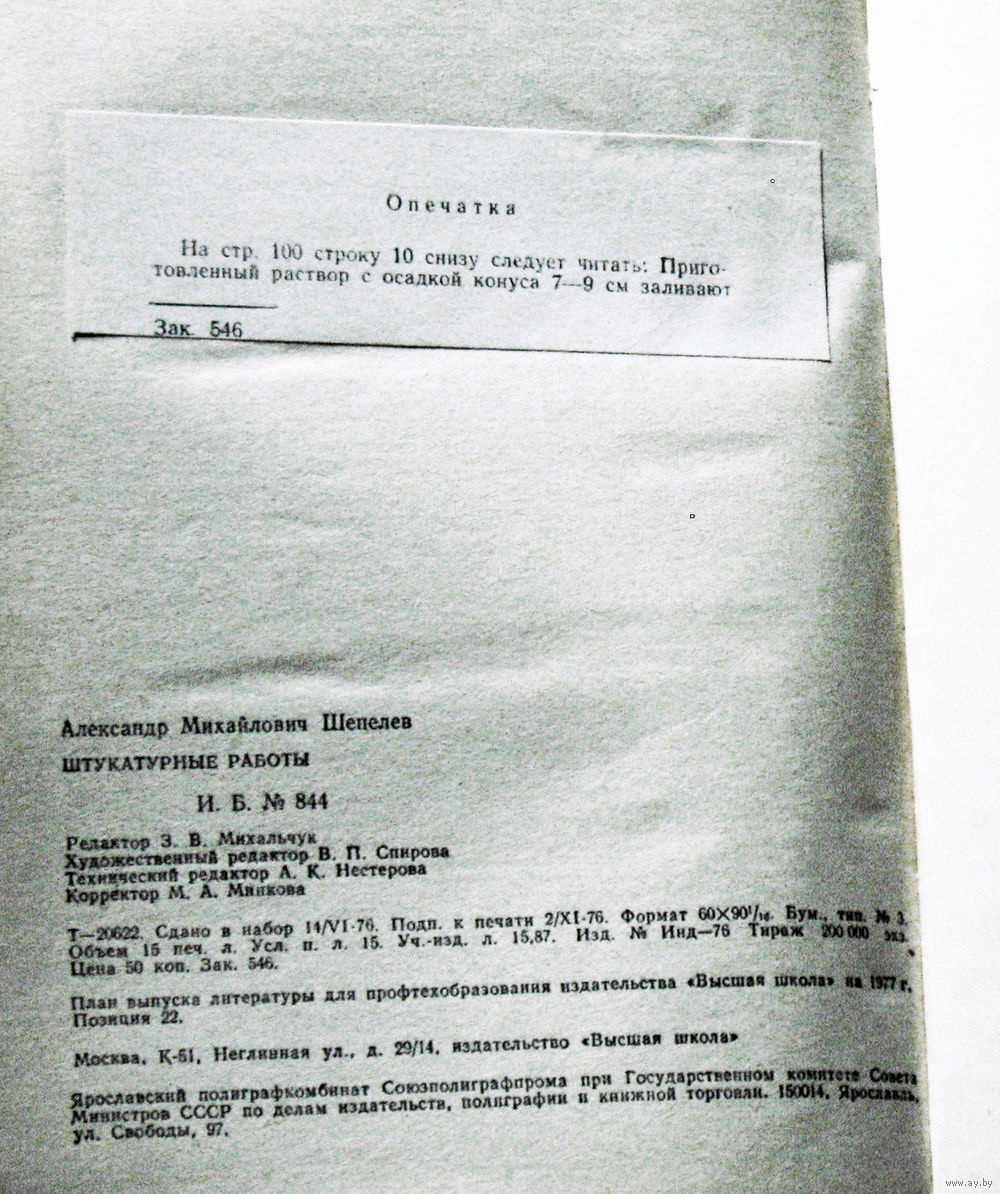 Опечатка
На стр. 100 строку 10 снизу следует читать: Приго-
товленный раствор с осадкой конуса 7—9 см заливают
Зак. 546
Александр Михайлович Шепелев
ШТУКАТУРНЫЕ РАБОТЫ
И. Б. № 844
Редактор З. В. Михальчук
Художественный редактор В. П. Спирова
Технический редактор А. К. Нестерова
Корректор М. А. Минкова
Т—20622. Сдано в набор 14/VI-76. Подп. к печати 2/XI-76. Формат 60×90¹/₁₆. Бум., тип. № 3.
Объем 15 печ. л. Усл. п. л. 15. Уч.-изд. л. 15,87. Изд. № Инд—76 Тираж 200 000 экз.
Цена 50 коп. Зак. 546.
План выпуска литературы для профтехобразования издательства «Высшая школа» на 1977 г.
Позиция 22.
Москва, К-51, Неглинная ул., д. 29/14, издательство «Высшая школа»
Ярославский полиграфкомбинат Союзполиграфпрома при Государственном комитете Совета
Министров СССР по делам издательств, полиграфии и книжной торговли. 150014, Ярославль,
ул. Свободы, 97.
www.ay.by